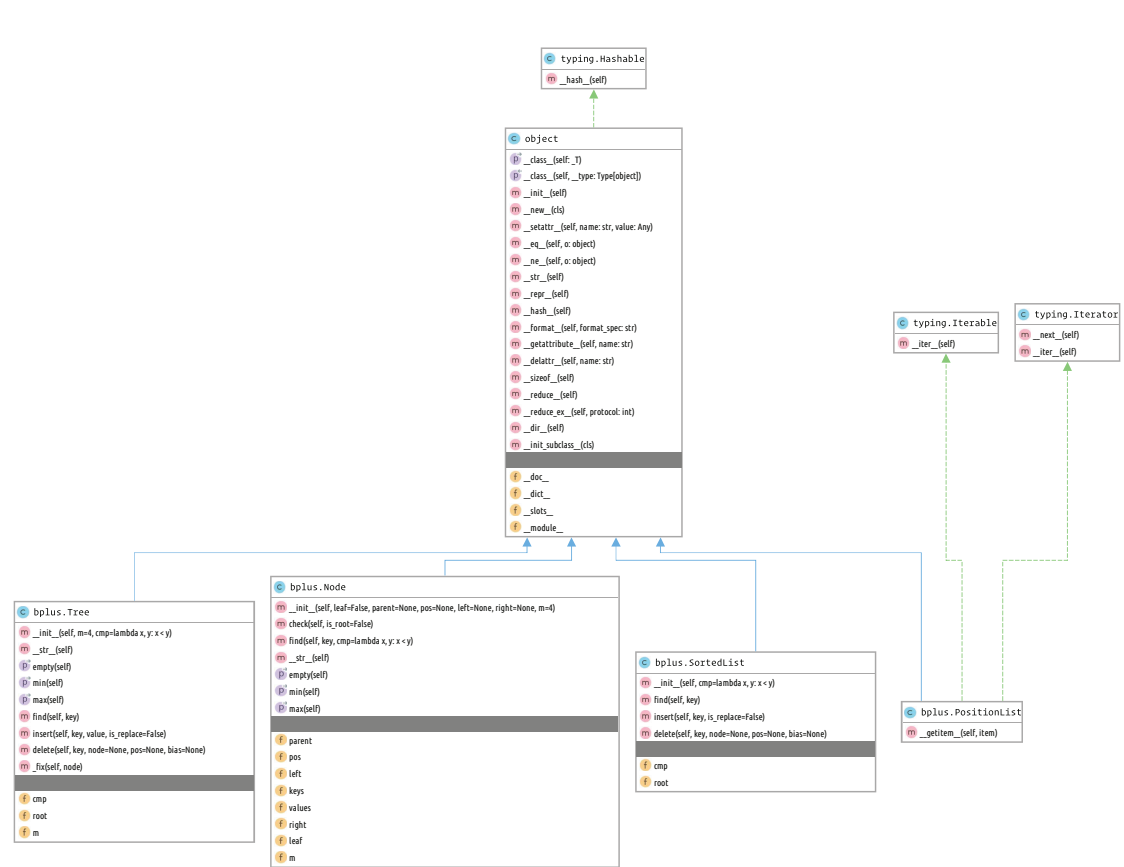 C typing.Hashable
m __hash__(self)
C object
p __class__(self: _T)
p __class__(self, __type: Type[object])
m __init__(self)
m __new__(cls)
m __setattr__(self, name: str, value: Any)
m __eq__(self, o: object)
m __ne__(self, o: object)
m __str__(self)
m __repr__(self)
m __hash__(self)
m __format__(self, format_spec: str)
m __getattribute__(self, name: str)
m __delattr__(self, name: str)
m __sizeof__(self)
m __reduce__(self)
m __reduce_ex__(self, protocol: int)
m __dir__(self)
m __init_subclass__(cls)
f __doc__
f __dict__
f __slots__
f __module__
C typing.Iterable
m __iter__(self)
C typing.Iterator
m __next__(self)
m __iter__(self)
C bplus.Tree
m __init__(self, m=4, cmp=lambda x, y: x < y)
m __str__(self)
p empty(self)
p min(self)
p max(self)
m find(self, key)
m insert(self, key, value, is_replace=False)
m delete(self, key, node=None, pos=None, bias=None)
m _fix(self, node)
f cmp
f root
f m
C bplus.Node
m __init__(self, leaf=False, parent=None, pos=None, left=None, right=None, m=4)
m check(self, is_root=False)
m find(self, key, cmp=lambda x, y: x < y)
m __str__(self)
p empty(self)
p min(self)
p max(self)
f parent
f pos
f left
f keys
f values
f right
f leaf
f m
C bplus.SortedList
m __init__(self, cmp=lambda x, y: x < y)
m find(self, key)
m insert(self, key, is_replace=False)
m delete(self, key, node=None, pos=None, bias=None)
f cmp
f root
C bplus.PositionList
m __getitem__(self, item)